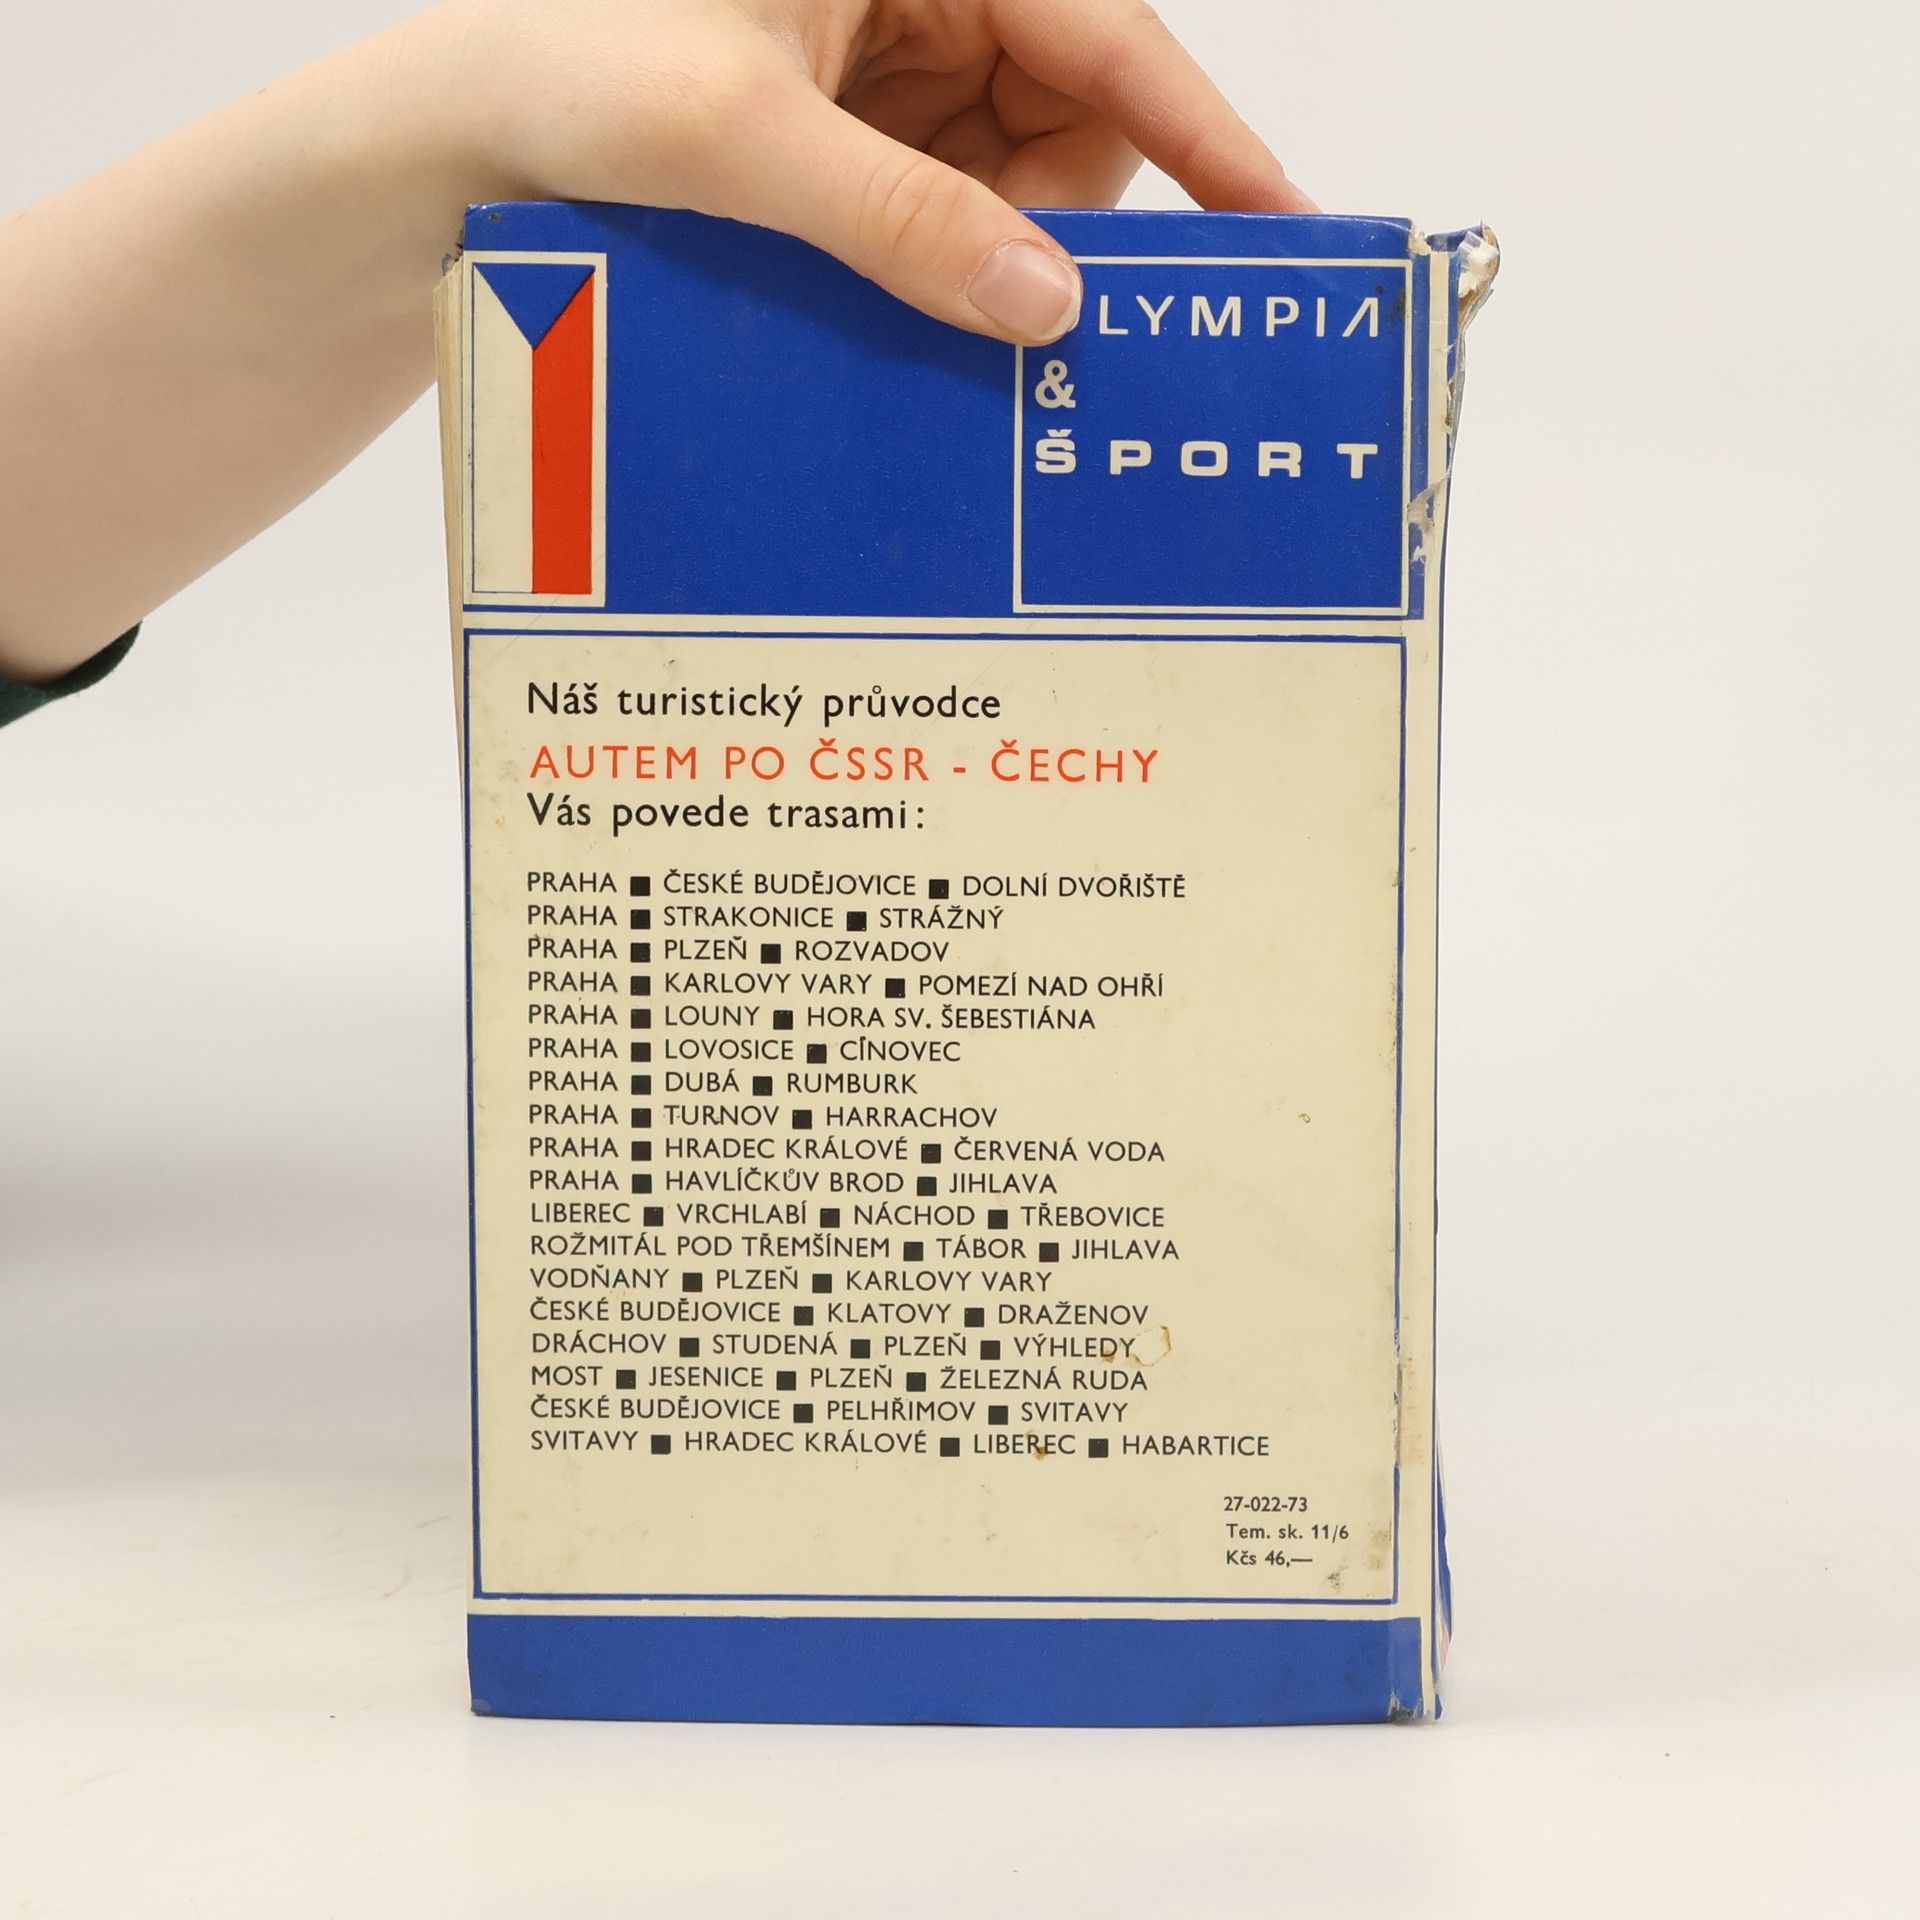 LYMPIA
&
ŠPORT
Náš turistický průvodce
AUTEM PO ČSSR - ČECHY
Vás povede trasami:
PRAHA ■ ČESKÉ BUDĚJOVICE ■ DOLNÍ DVOŘIŠTĚ
PRAHA ■ STRAKONICE ■ STRÁŽNÝ
PRAHA ■ PLZEŇ ■ ROZVADOV
PRAHA ■ KARLOVY VARY ■ POMEZÍ NAD OHŘÍ
PRAHA ■ LOUNY ■ HORA SV. ŠEBESTIÁNA
PRAHA ■ LOVOSICE ■ CÍNOVEC
PRAHA ■ DUBÁ ■ RUMBURK
PRAHA ■ TURNOV ■ HARRACHOV
PRAHA ■ HRADEC KRÁLOVÉ ■ ČERVENÁ VODA
PRAHA ■ HAVLÍČKŮV BROD ■ JIHLAVA
LIBEREC ■ VRCHLABÍ ■ NÁCHOD ■ TŘEBOVICE
ROŽMITÁL POD TŘEMŠÍNEM ■ TÁBOR ■ JIHLAVA
VODŇANY ■ PLZEŇ ■ KARLOVY VARY
ČESKÉ BUDĚJOVICE ■ KLATOVY ■ DRAŽENOV
DRÁCHOV ■ STUDENÁ ■ PLZEŇ ■ VÝHLEDY
MOST ■ JESENICE ■ PLZEŇ ■ ŽELEZNÁ RUDA
ČESKÉ BUDĚJOVICE ■ PELHŘIMOV ■ SVITAVY
SVITAVY ■ HRADEC KRÁLOVÉ ■ LIBEREC ■ HABARTICE
27-022-73
Tem. sk. 11/6
Kčs 46,—